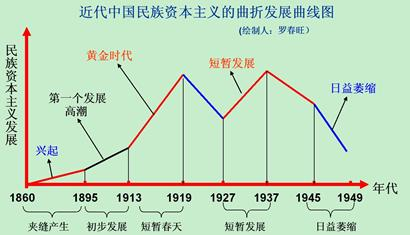 近代中国民族资本主义的曲折发展曲线图
(绘制人：罗春旺)
民族资本主义发展
黄金时代
短暂发展
日益萎缩
第一个发展
高潮
兴起
1860 1895 1913 1919 1927 1937 1945 1949 年代
夹缝产生 初步发展 短暂春天 短暂发展 日益萎缩